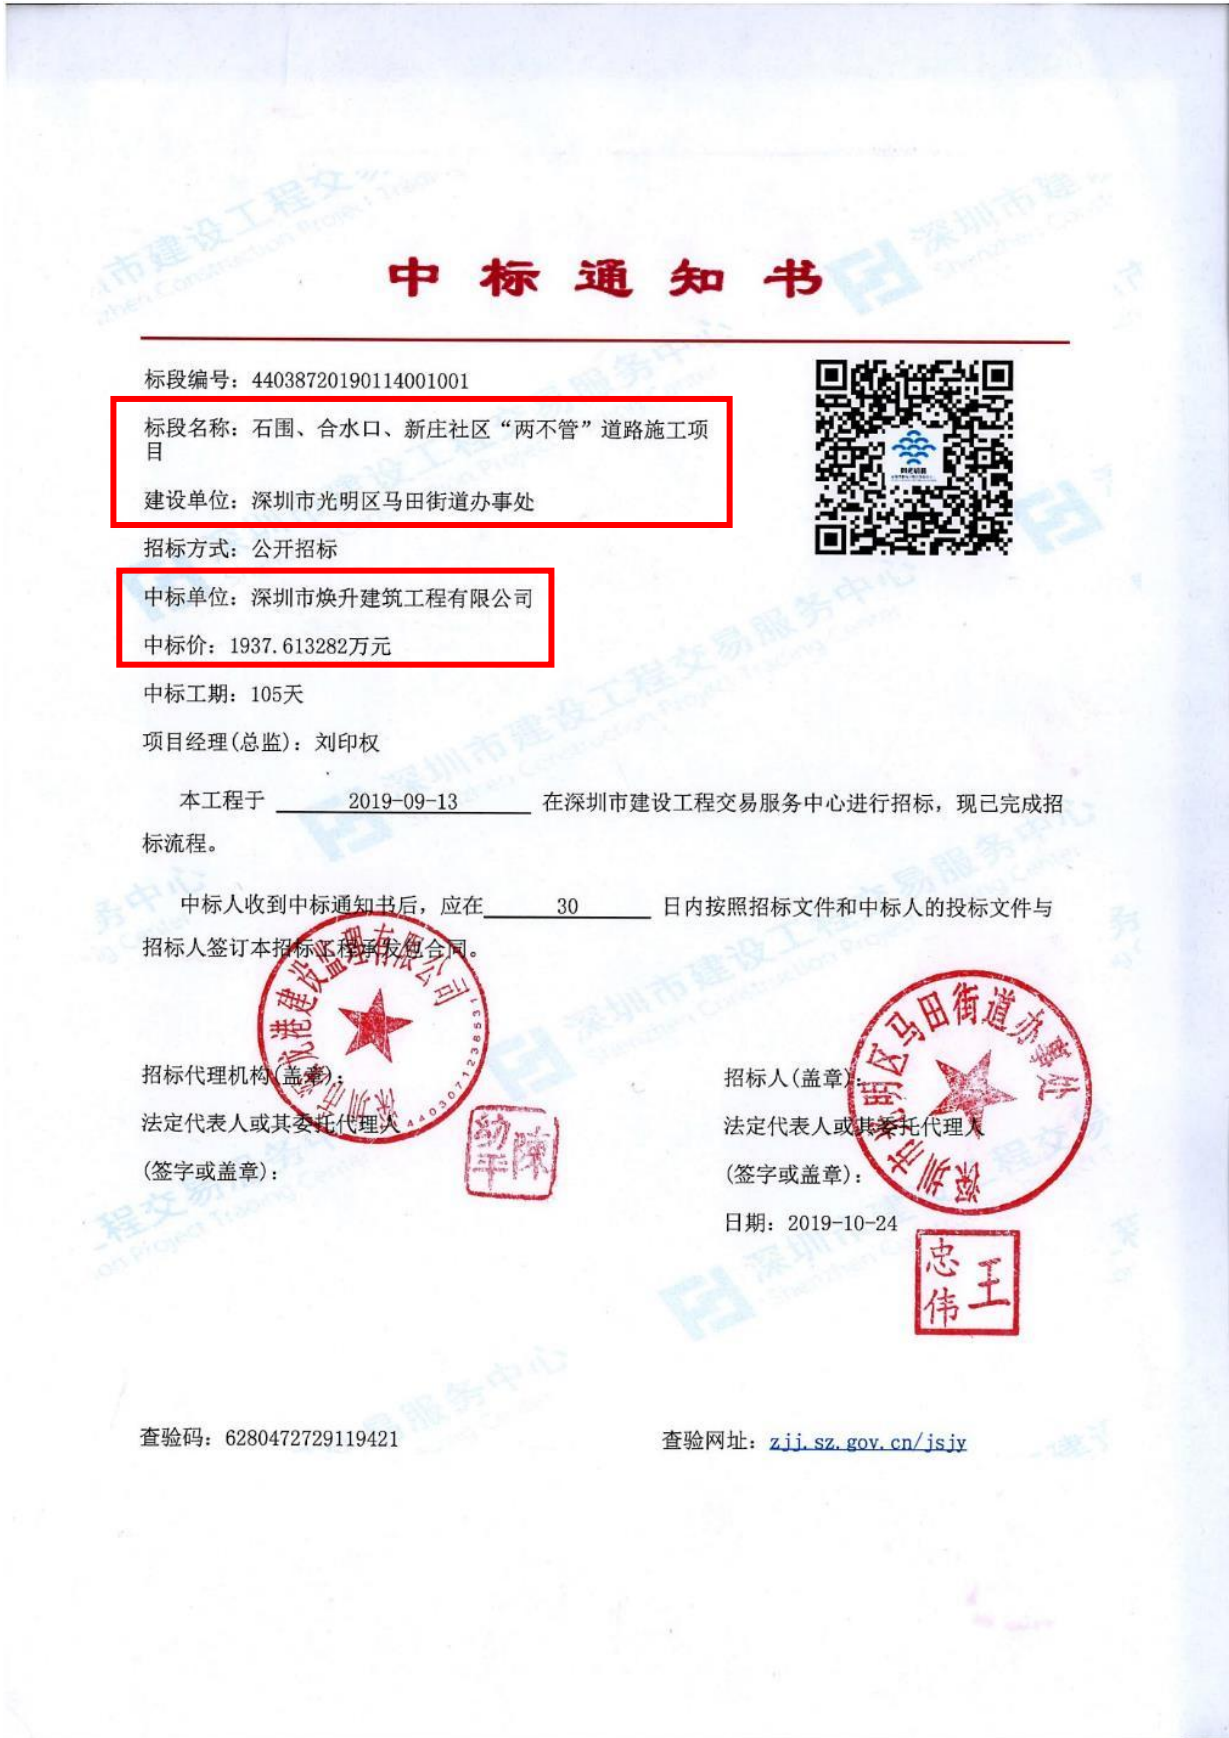 中标通知书
标段编号：44038720190114001001
标段名称：石围、合水口、新庄社区“两不管”道路施工项
目
建设单位：深圳市光明区马田街道办事处
招标方式：公开招标
中标单位：深圳市焕升建筑工程有限公司
中标价：1937.613282万元
中标工期：105天
项目经理(总监)：刘印权
本工程于 2019-09-13 在深圳市建设工程交易服务中心进行招标，现已完成招
标流程。
中标人收到中标通知书后，应在 30 日内按照招标文件和中标人的投标文件与
招标人签订本招标工程承发包合同。
招标代理机构(盖章)：
法定代表人或其委托代理人
(签字或盖章)：
陈幼平
招标人(盖章)：
法定代表人或其委托代理人
(签字或盖章)：
日期：2019-10-24
深圳市光明区马田街道办事处
王忠伟
查验码：6280472729119421
查验网址：zjj.sz.gov.cn/jsjy